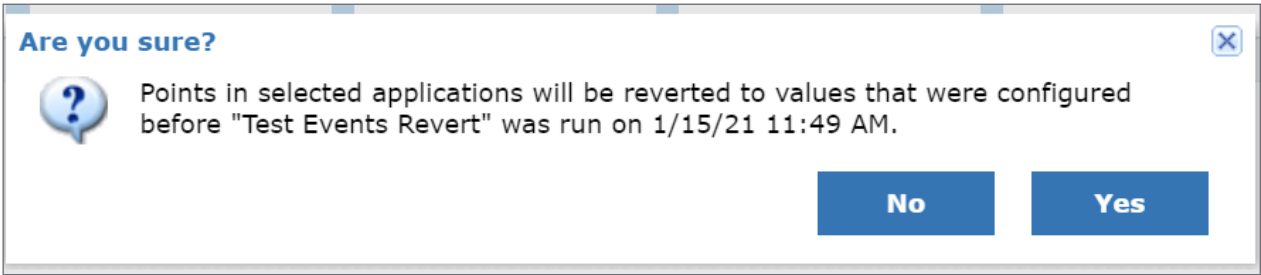 Are you sure?
Points in selected applications will be reverted to values that were configured
before "Test Events Revert" was run on 1/15/21 11:49 AM.
No
Yes